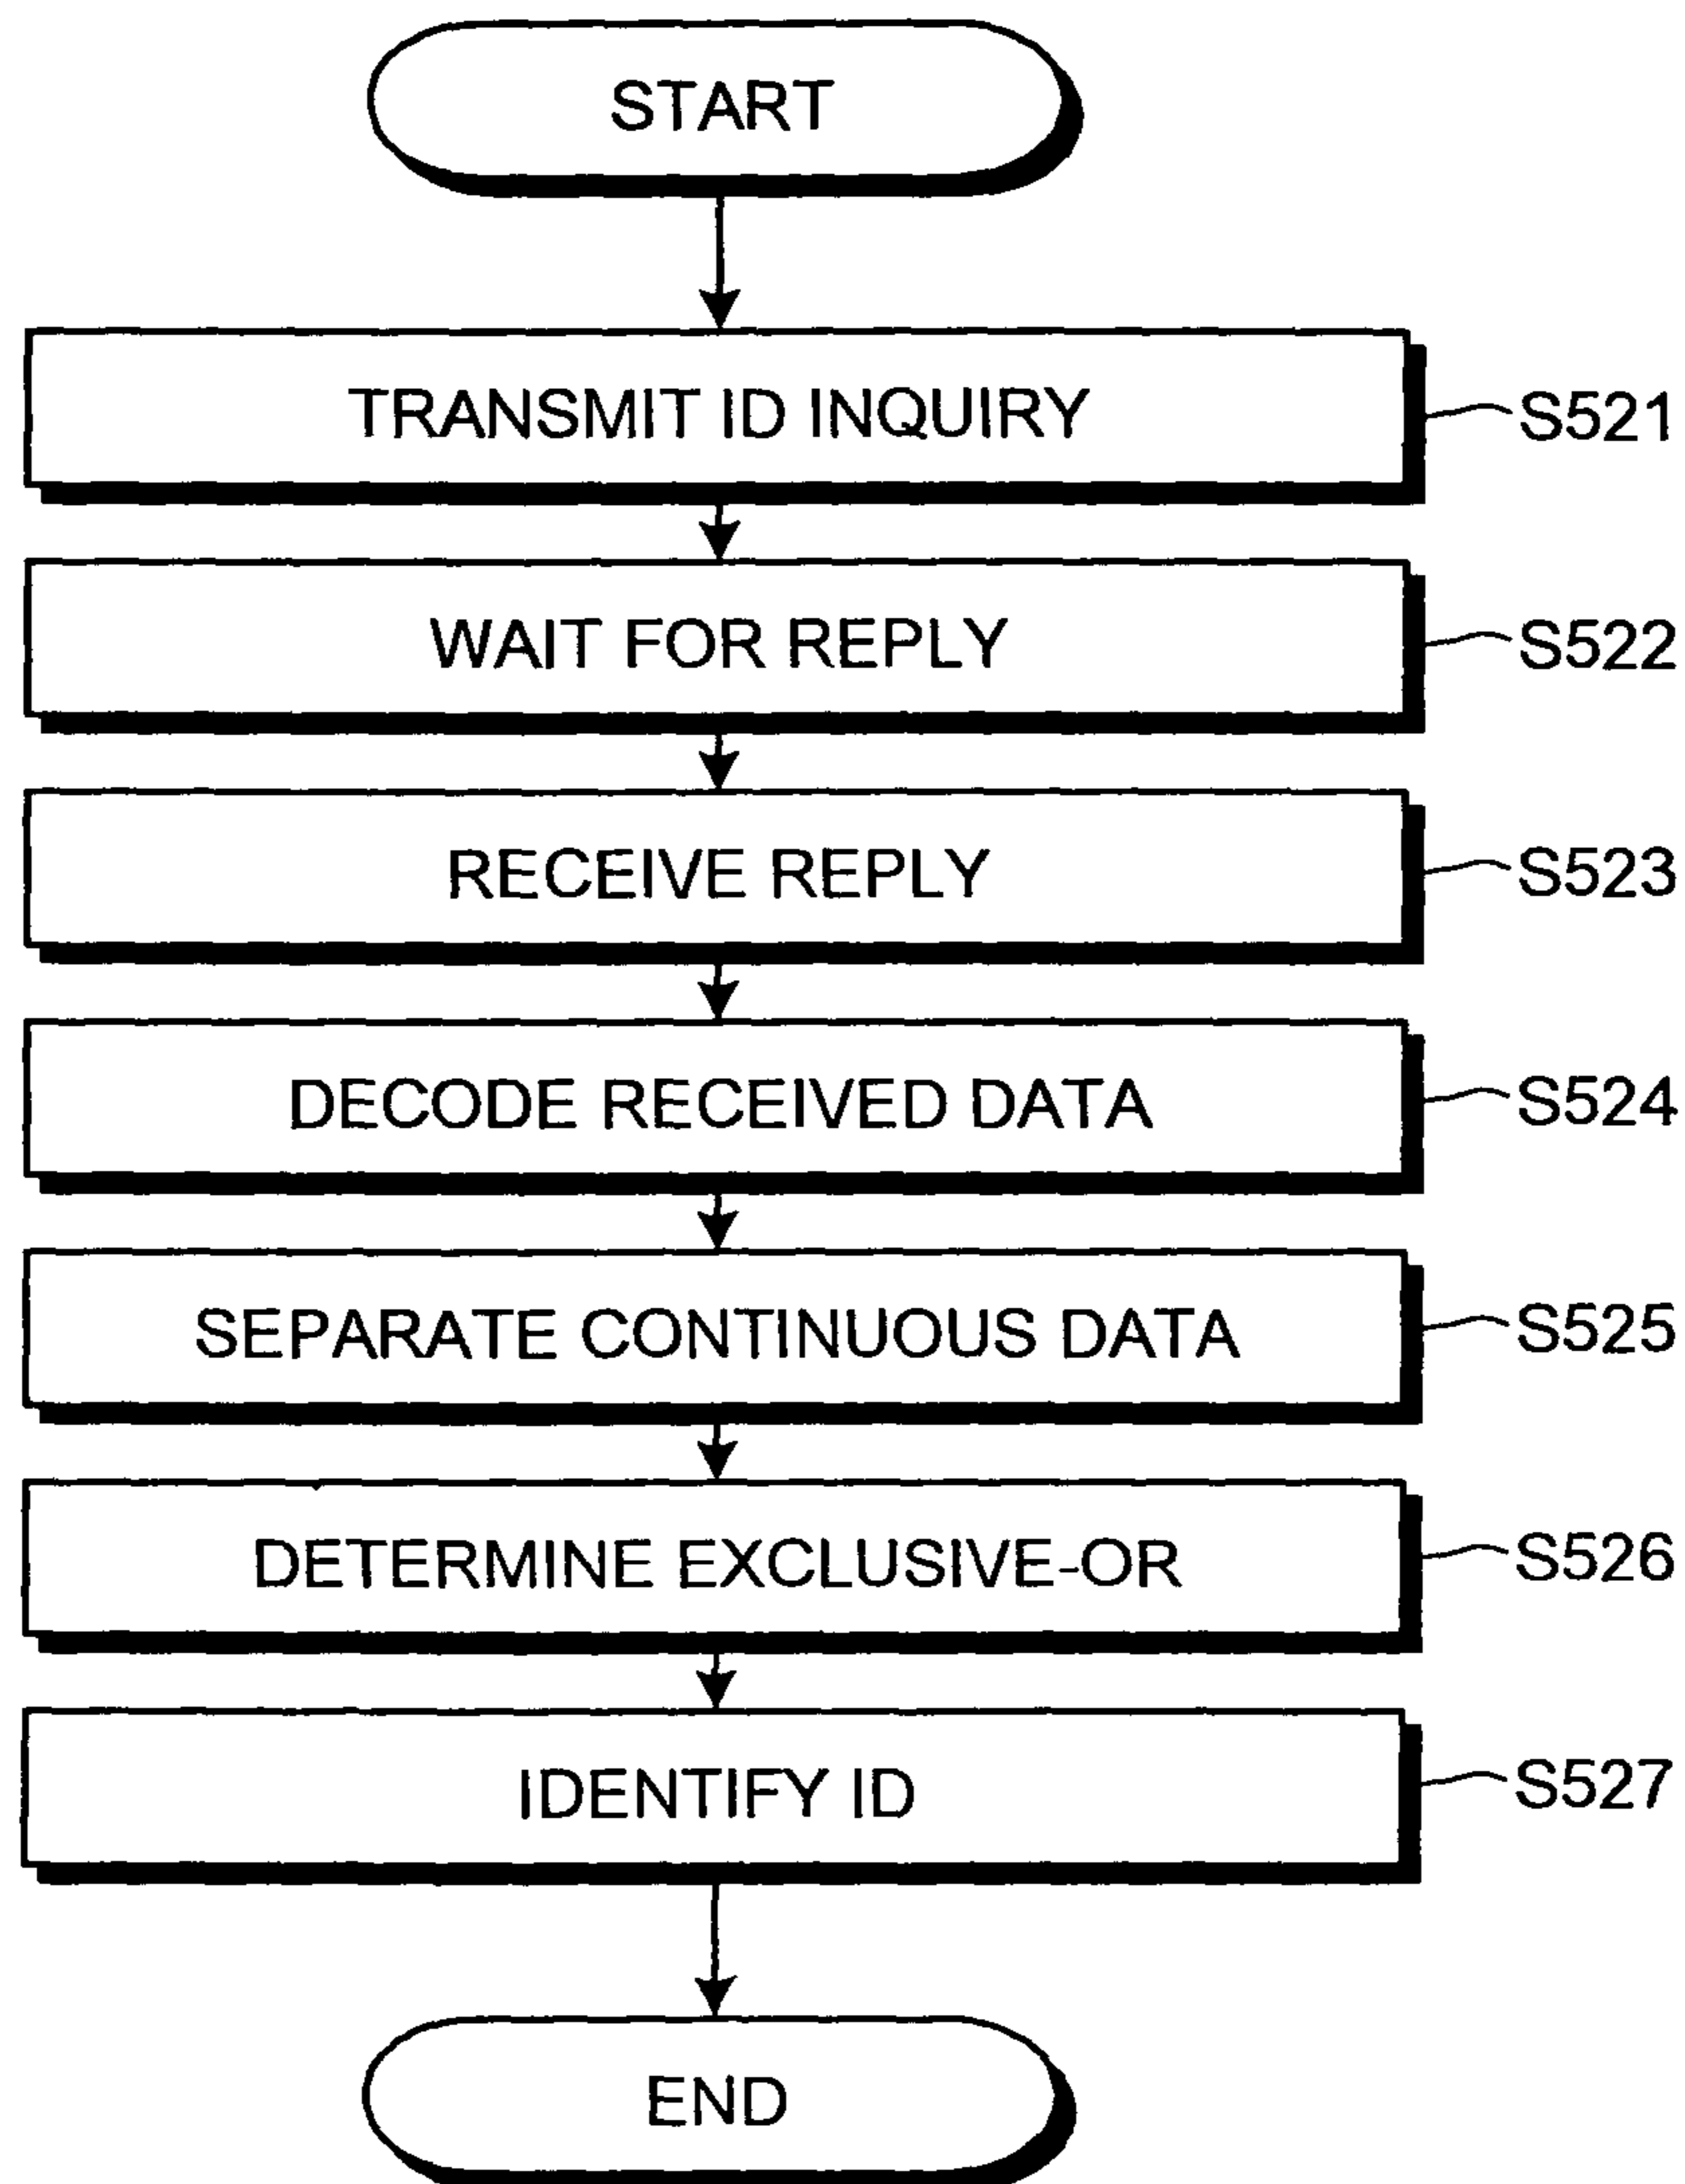 START
TRANSMIT ID INQUIRY
S521
WAIT FOR REPLY
S522
RECEIVE REPLY
S523
DECODE RECEIVED DATA
S524
SEPARATE CONTINUOUS DATA
S525
DETERMINE EXCLUSIVE-OR
S526
IDENTIFY ID
S527
END